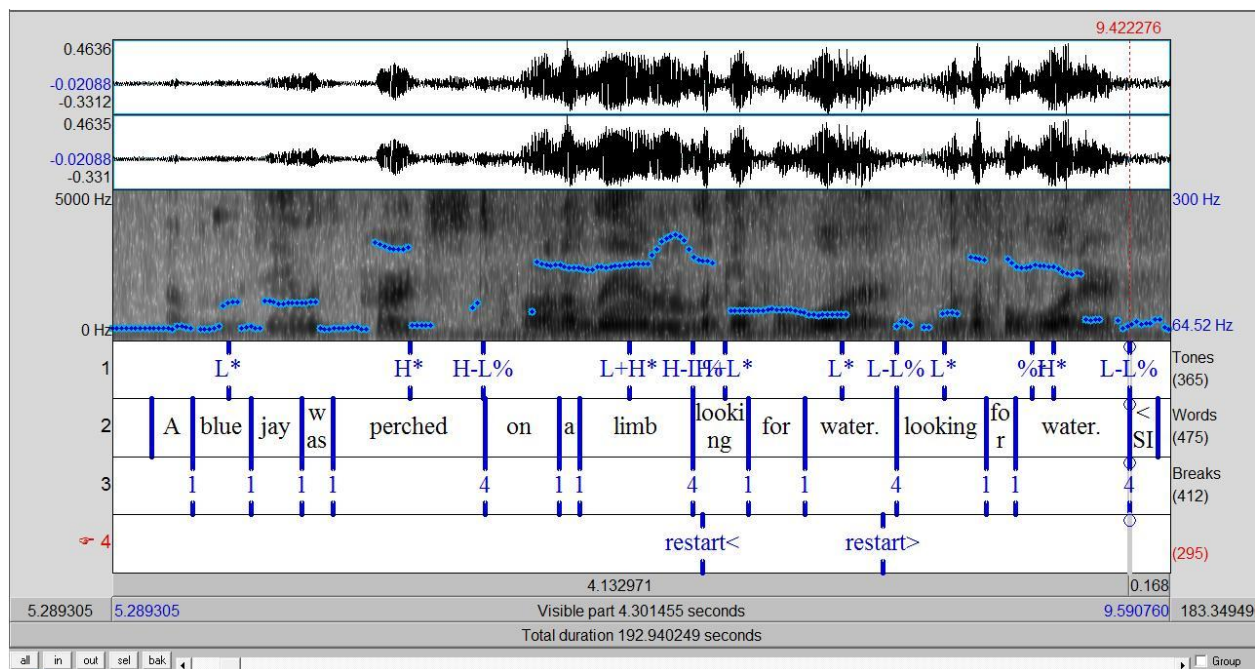 9.422276
0.4636
-0.02088
-0.3312
0.4635
-0.02088
-0.331
5000 Hz 300 Hz
0 Hz 64.52 Hz
1 L* H* H-L% L+H* L* L-L% L* L-L% Tones
(365)
2 A blue jay was perched on a limb looking for water. looking for water. < SI Words
(475)
3 1 1 1 1 4 1 1 4 1 1 4 1 1 4 Breaks
(412)
4 restart< restart> (295)
4.132971 0.168
5.289305 5.289305 Visible part 4.301455 seconds 9.590760 183.34949
Total duration 192.940249 seconds
all in out sel bak Group